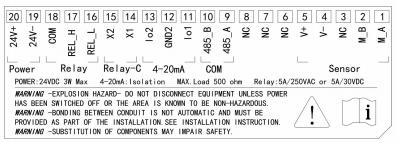 20 19 18 17 16 15 14 13 12 11 10 9 8 7 6 5 4 3 2 1
24V+ 24V- COM REL_H REL_L X2 X1 Io2 GND2 Io1 485_B 485_A NC NC NC V+ V- NC M_B M_A
Power Relay Relay-C 4-20mA COM Sensor
POWER:24VDC 3W Max 4-20mA:Isolation MAX.Load 500 ohm Relay:5A/250VAC or 5A/30VDC
WARNING -EXPLOSION HAZARD- DO NOT DISCONNECT EQUIPMENT UNLESS POWER
HAS BEEN SWITCHED OFF OR THE AREA IS KNOWN TO BE NON-HAZARDOUS.
WARNING -BONDING BETWEEN CONDUIT IS NOT AUTOMATIC AND MUST BE
PROVIDED AS PART OF THE INSTALLATION. SEE INSTALLATION INSTRUCTION.
WARNING -SUBSTITUTION OF COMPONENTS MAY IMPAIR SAFETY.
! i